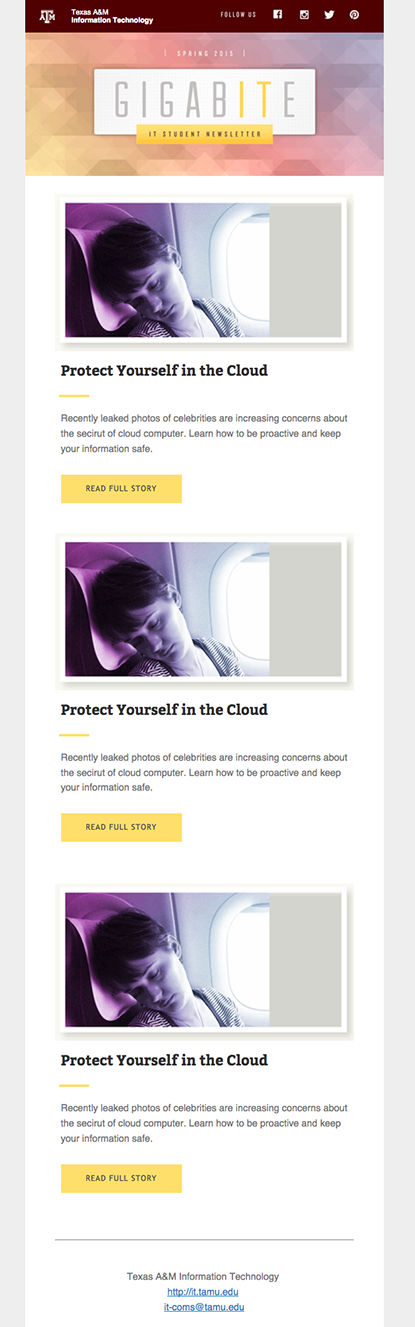 ATM
Texas A&M
Information Technology
FOLLOW US
| SPRING 2015 |
GIGABITE
IT STUDENT NEWSLETTER
Protect Yourself in the Cloud
Recently leaked photos of celebrities are increasing concerns about
the secirut of cloud computer. Learn how to be proactive and keep
your information safe.
READ FULL STORY
Protect Yourself in the Cloud
Recently leaked photos of celebrities are increasing concerns about
the secirut of cloud computer. Learn how to be proactive and keep
your information safe.
READ FULL STORY
Protect Yourself in the Cloud
Recently leaked photos of celebrities are increasing concerns about
the secirut of cloud computer. Learn how to be proactive and keep
your information safe.
READ FULL STORY
Texas A&M Information Technology
http://it.tamu.edu
it-coms@tamu.edu